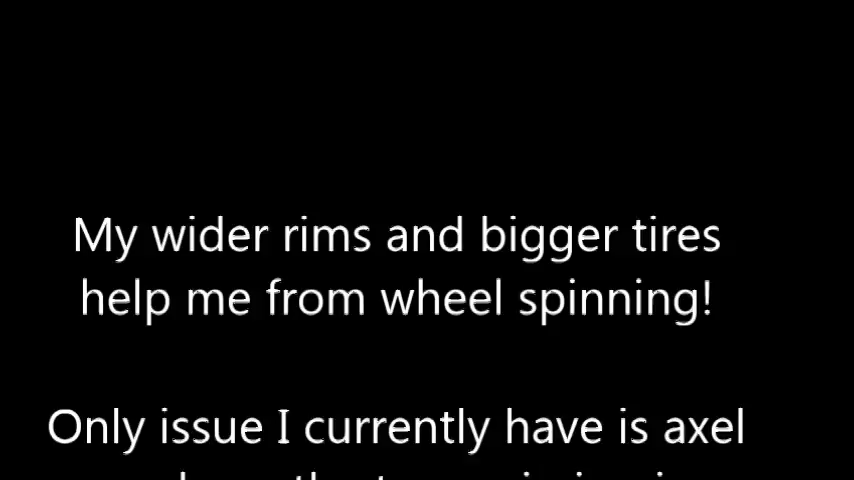 My wider rims and bigger tires
help me from wheel spinning!
Only issue I currently have is axel